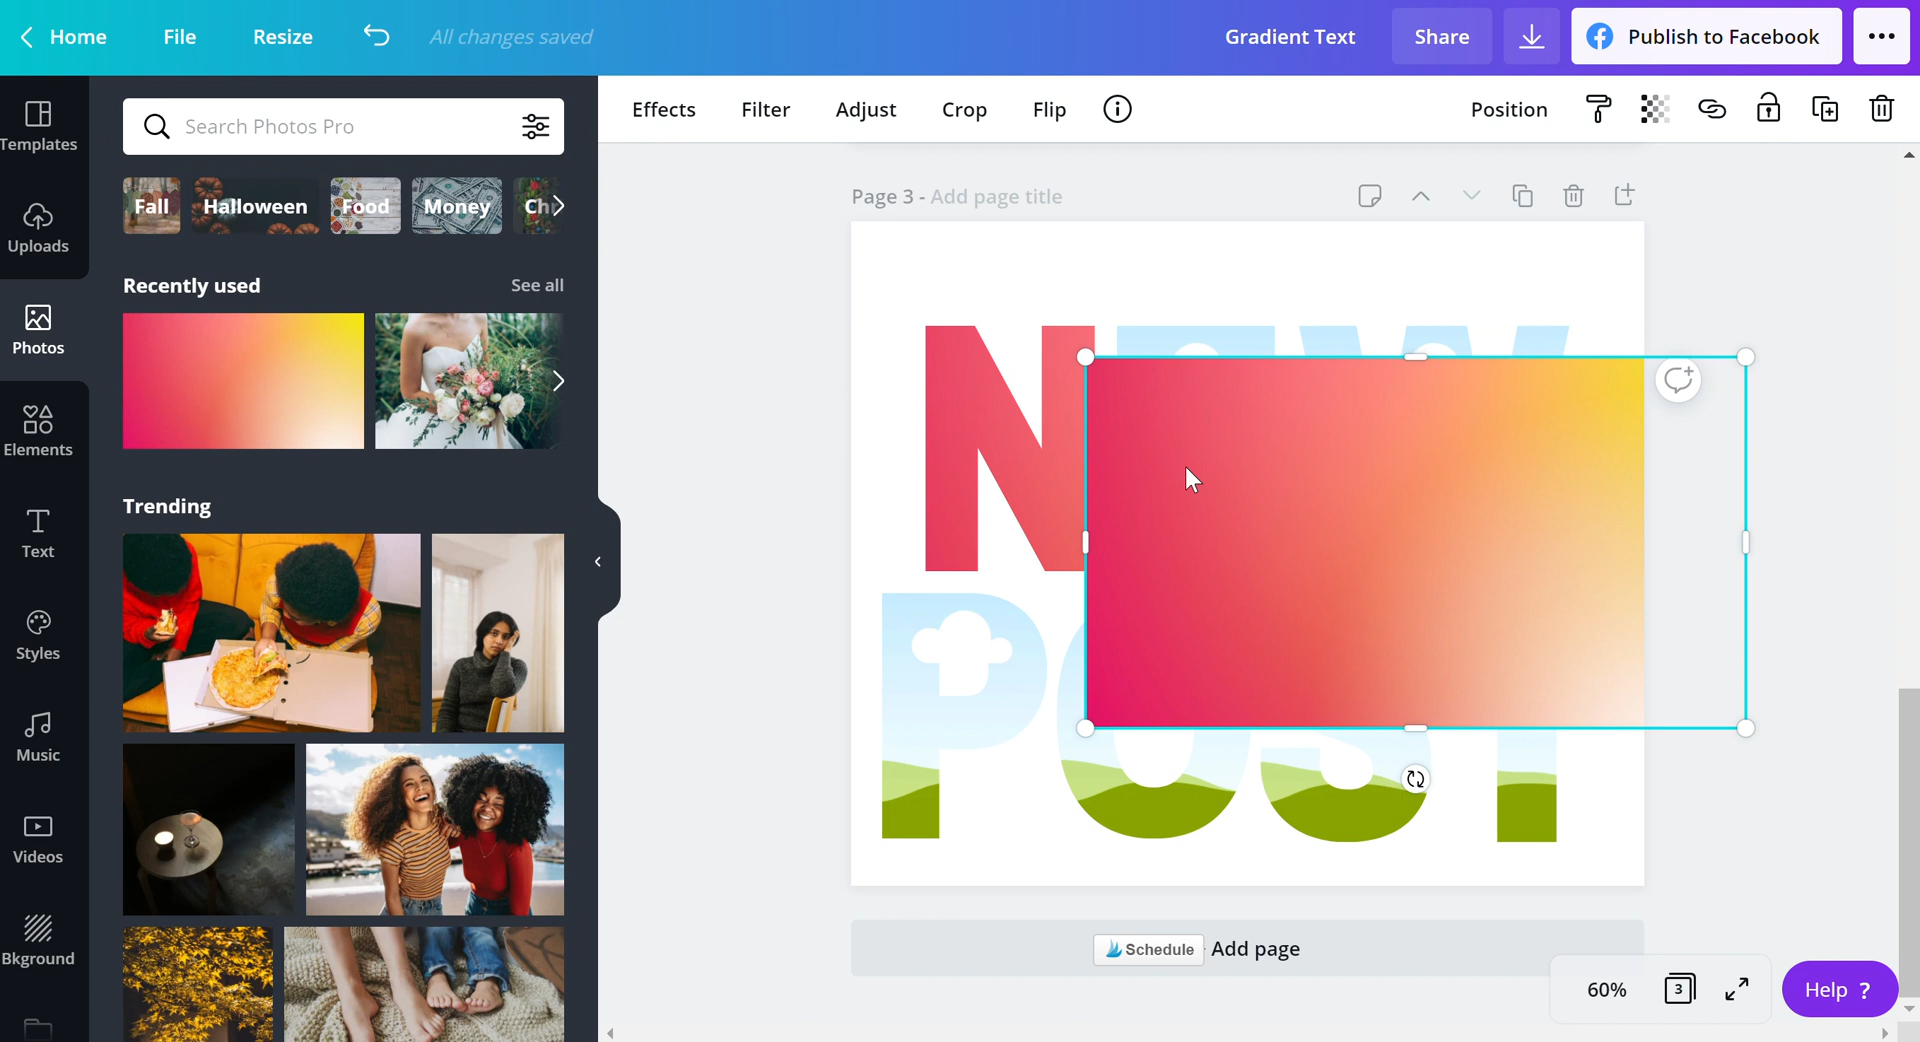 Home File Resize All changes saved Gradient Text Share Publish to Facebook
Templates
Uploads
Photos
Elements
Text
Styles
Music
Videos
Bkground
Search Photos Pro
Fall Halloween Food Money Chr
Recently used See all
Trending
Effects Filter Adjust Crop Flip Position
Page 3 - Add page title
N
POST
Schedule Add page
60% 3 Help ?